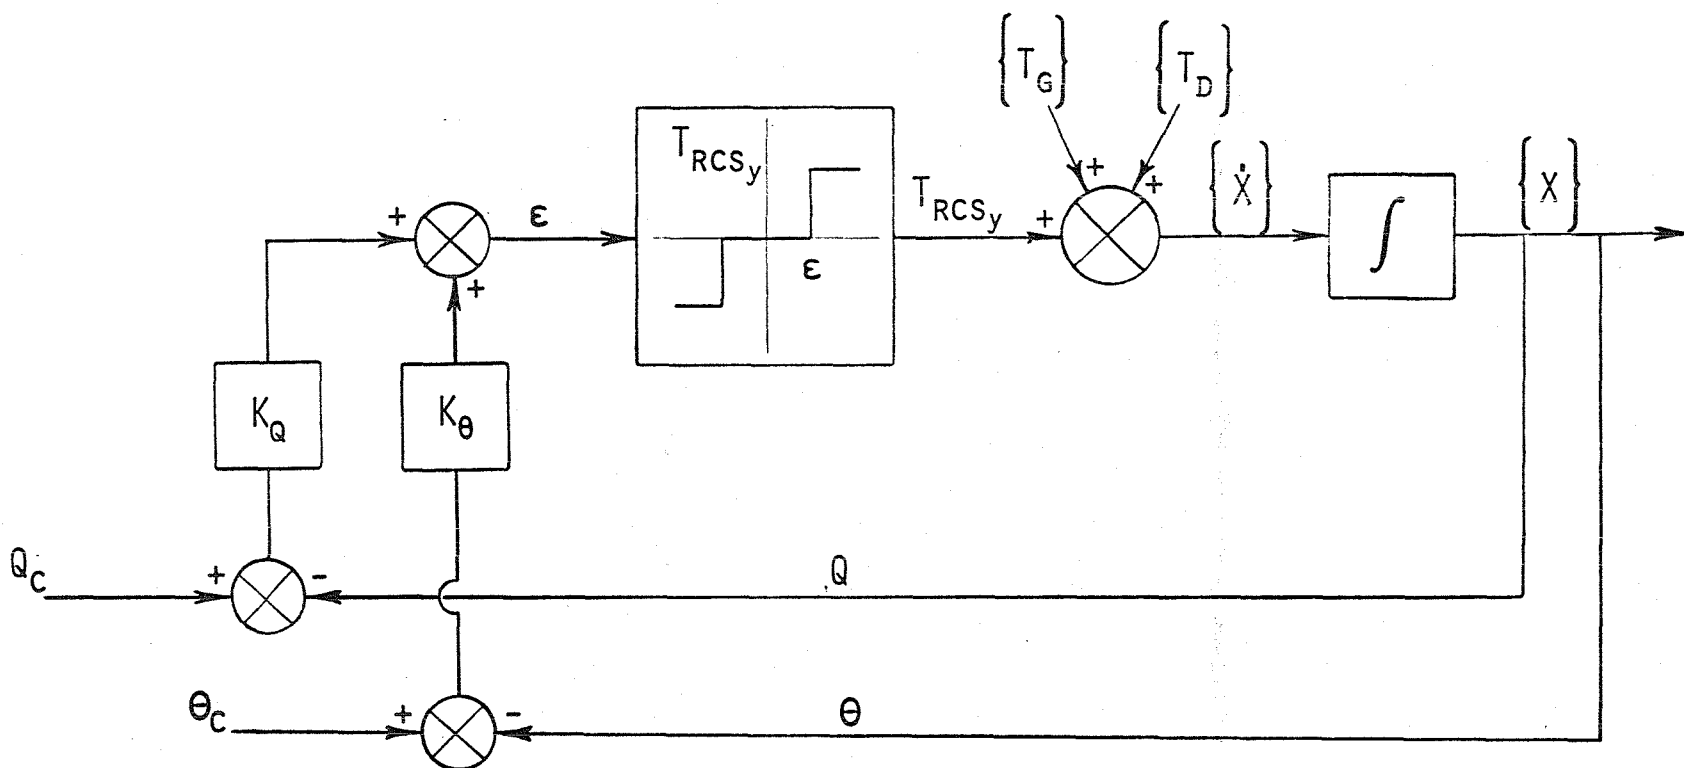 {T_G}
{T_D}
T_RCS_y
+
+
{Ẋ}
{X}
+
ε
T_RCS_y
+
∫
+
ε
K_Q
K_θ
Q_C
+
-
Q
θ_C
+
-
θ